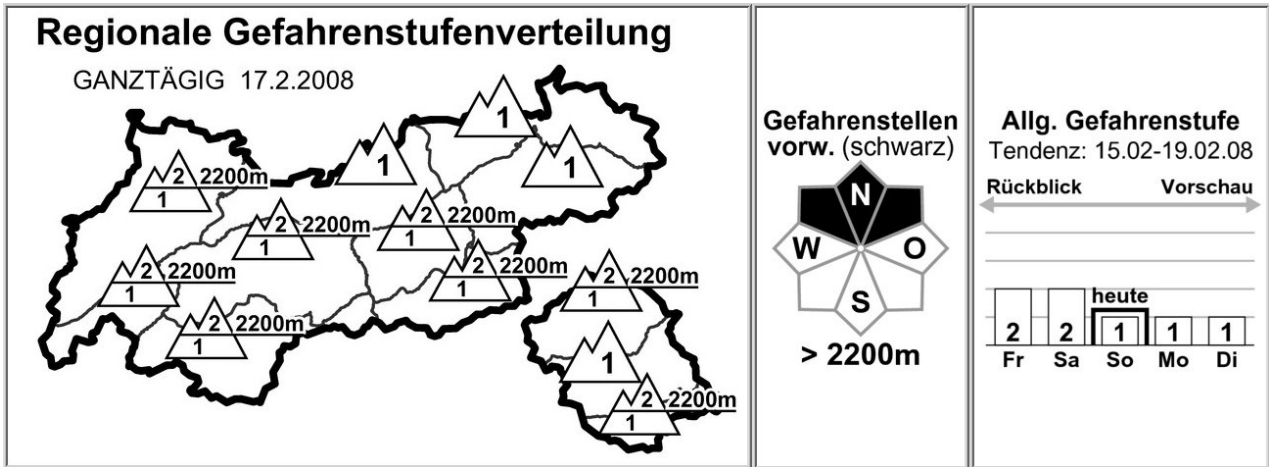 Regionale Gefahrenstufenverteilung
GANZTÄGIG 17.2.2008
1
1
1
2 2200m
1
2 2200m
1
2 2200m
1
2 2200m
1
2 2200m
1
2 2200m
1
2 2200m
1
2 2200m
1
1
2 2200m
1
Gefahrenstellen
vorw. (schwarz)
N
W O
S
> 2200m
Allg. Gefahrenstufe
Tendenz: 15.02-19.02.08
Rückblick Vorschau
heute
2 2 1 1 1
Fr Sa So Mo Di